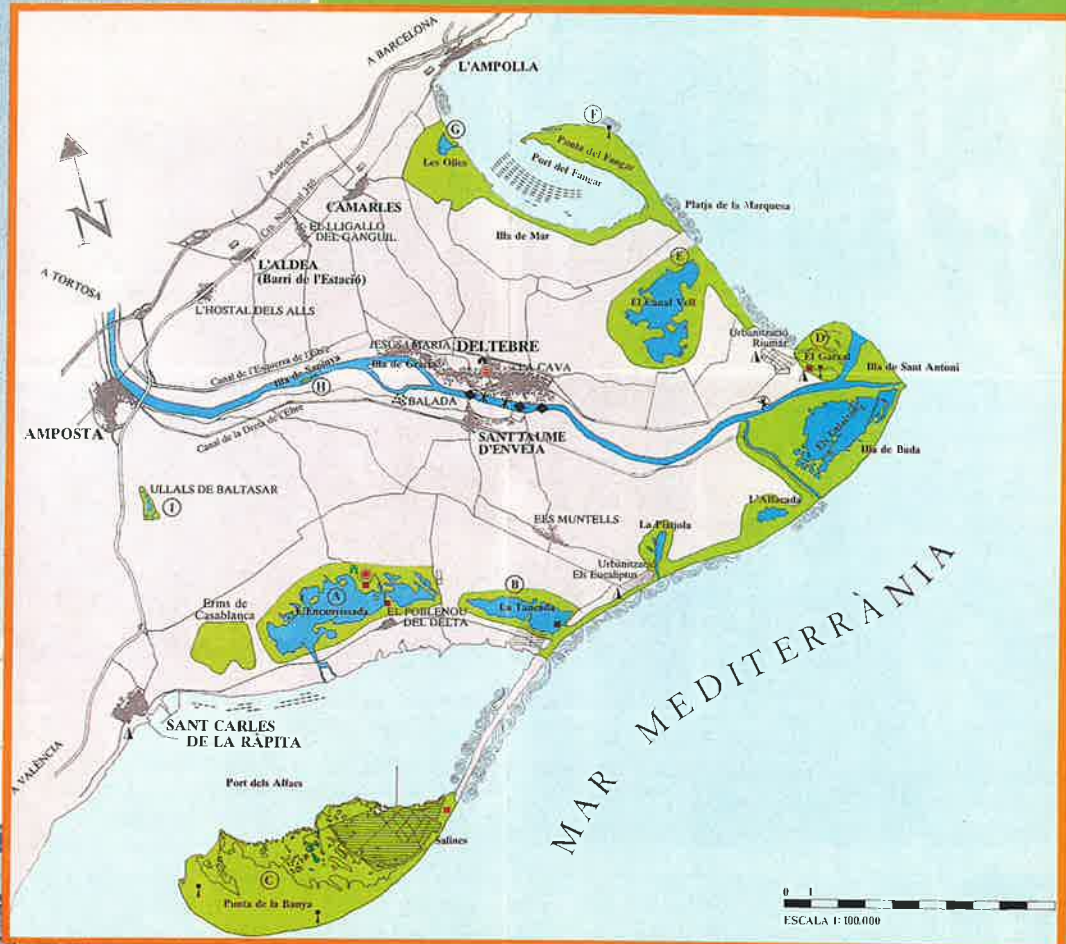 A BARCELONA
L'AMPOLLA
G
F
Les Olles
Punta del Fangar
Port del Fangar
Autopista A-7
Cra. Nacional 340
N
CAMARLES
Platja de la Marquesa
EL LLIGALLO
DEL GANGUIL
Illa de Mar
L'ALDEA
(Barri de l'Estació)
E
A TORTOSA
L'HOSTAL DELS ALLS
El Canal Vell
Urbanització
Riumar
D
El Garxal
JESÚS I MARIA
DELTEBRE
Canal de l'Esquerra de l'Ebre
Illa de Sapinya
Illa de Gràcia
LA CAVA
Illa de Sant Antoni
H
BALADA
AMPOSTA
Canal de la Dreta de l'Ebre
SANT JAUME
D'ENVEJA
Els Calaixos
Illa de Buda
ULLALS DE BALTASAR
I
L'Alfacada
ELS MUNTELLS
La Platjola
Urbanització
Els Eucaliptus
B
A
L'Encanyissada
La Tancada
Erms de
Casablanca
EL POBLENOU
DEL DELTA
MAR MEDITERRÀNIA
SANT CARLES
DE LA RÀPITA
A VALÈNCIA
Port dels Alfacs
Salines
C
Punta de la Banya
0 1
ESCALA 1:100.000